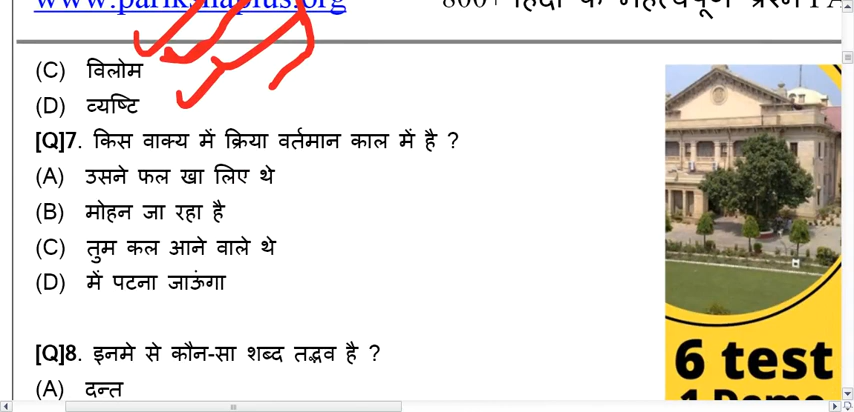 (C) विलोम
(D) व्यष्टि
[Q]7. किस वाक्य में क्रिया वर्तमान काल में है ?
(A) उसने फल खा लिए थे
(B) मोहन जा रहा है
(C) तुम कल आने वाले थे
(D) में पटना जाऊंगा
[Q]8. इनमे से कौन-सा शब्द तद्भव है ?
(A) दन्त
6 test